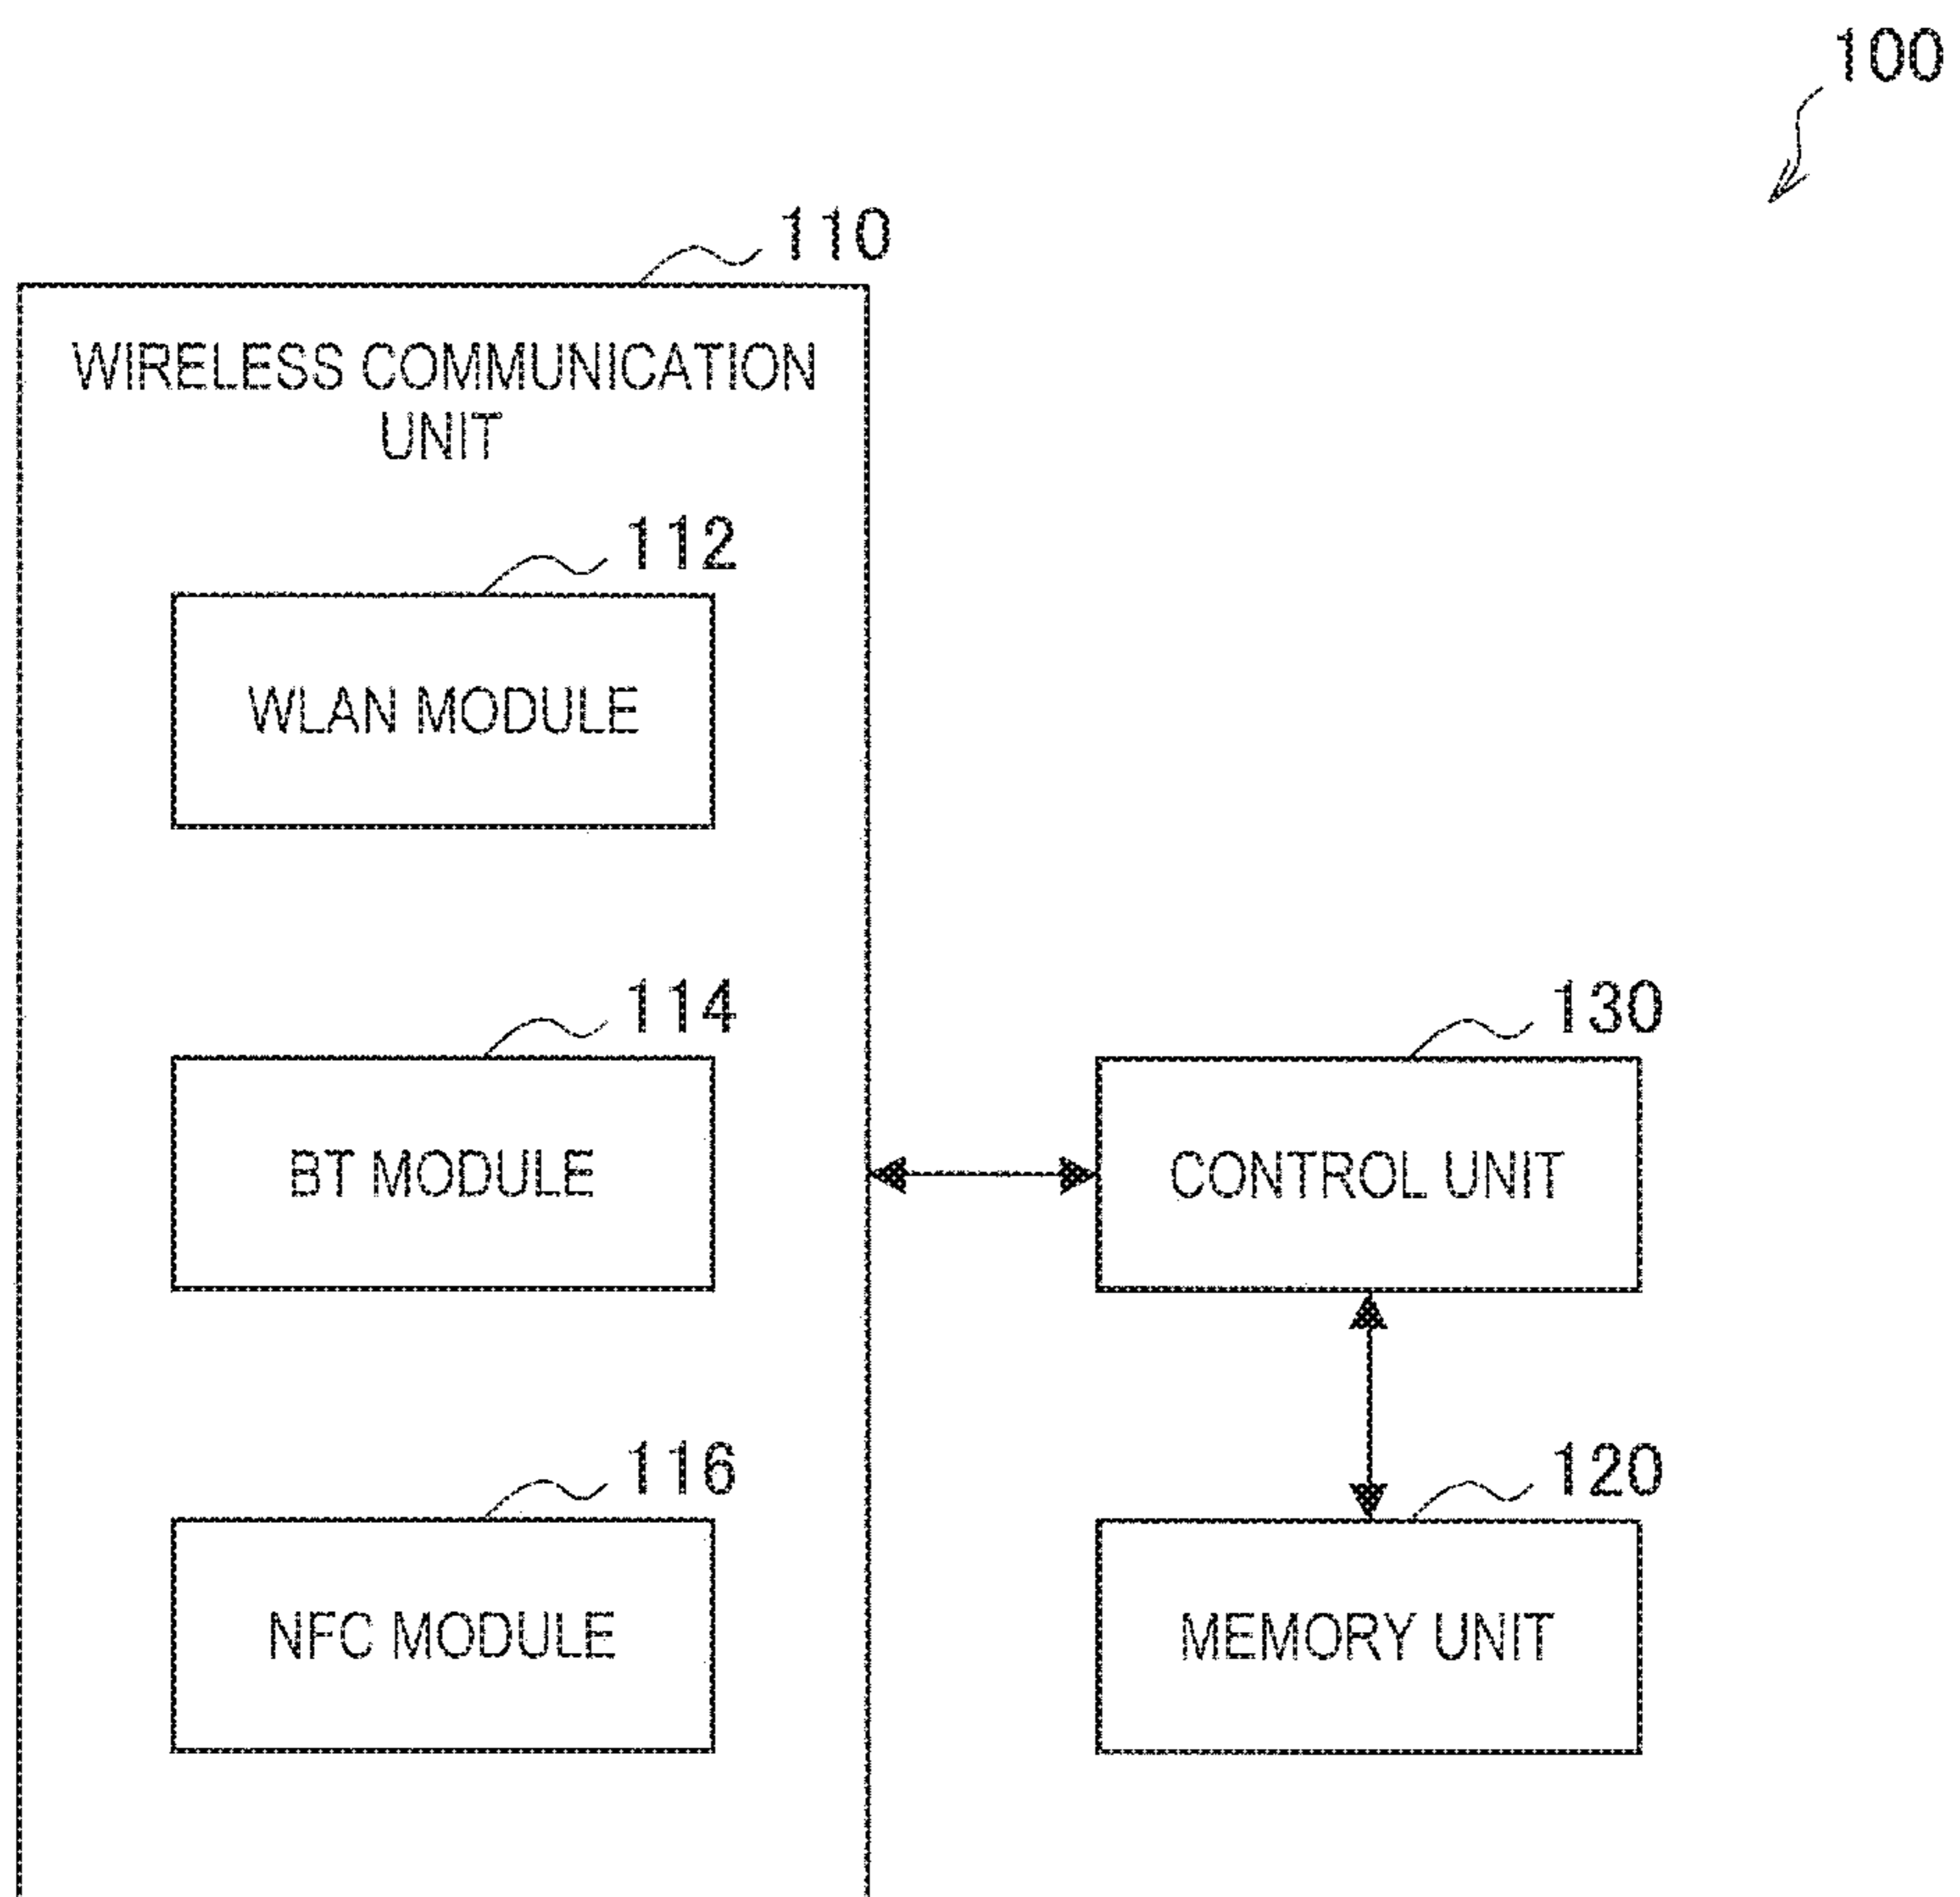 100
110
WIRELESS COMMUNICATION
UNIT
112
WLAN MODULE
114
BT MODULE
130
CONTROL UNIT
116
NFC MODULE
120
MEMORY UNIT